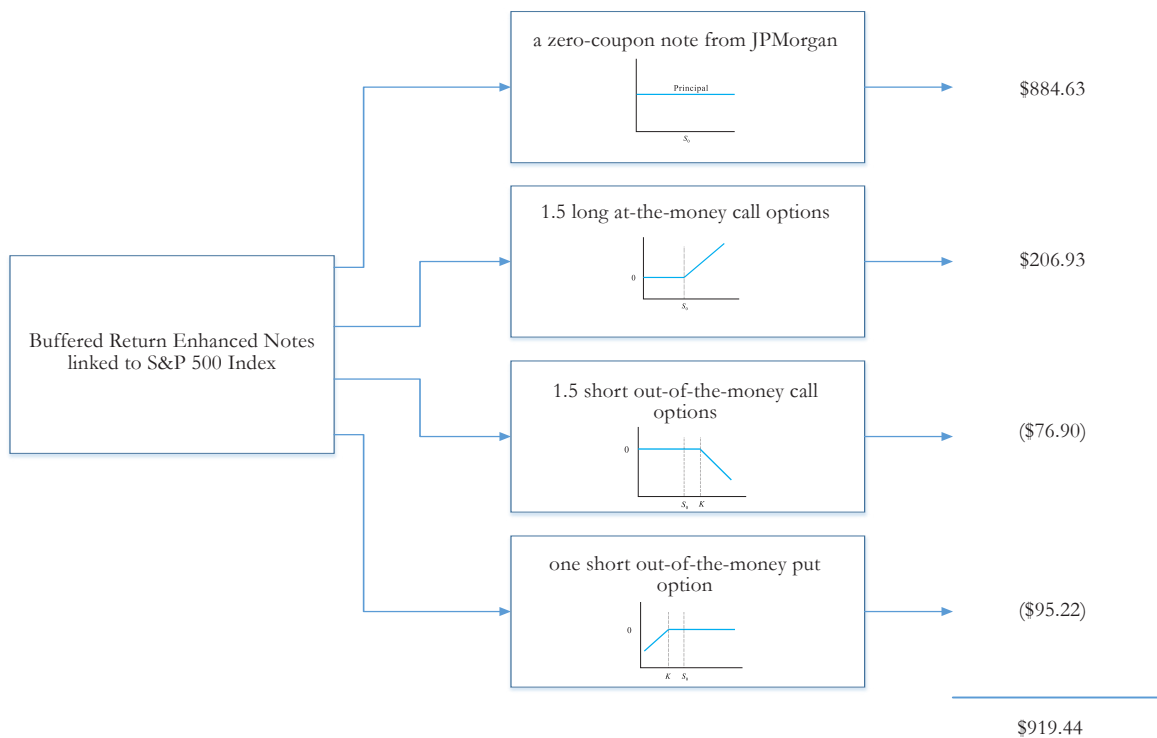 a zero-coupon note from JPMorgan
Principal
S₀
$884.63
1.5 long at-the-money call options
0
S₀
$206.93
Buffered Return Enhanced Notes
linked to S&P 500 Index
1.5 short out-of-the-money call
options
0
S₀ K
($76.90)
one short out-of-the-money put
option
0
K S₀
($95.22)
$919.44